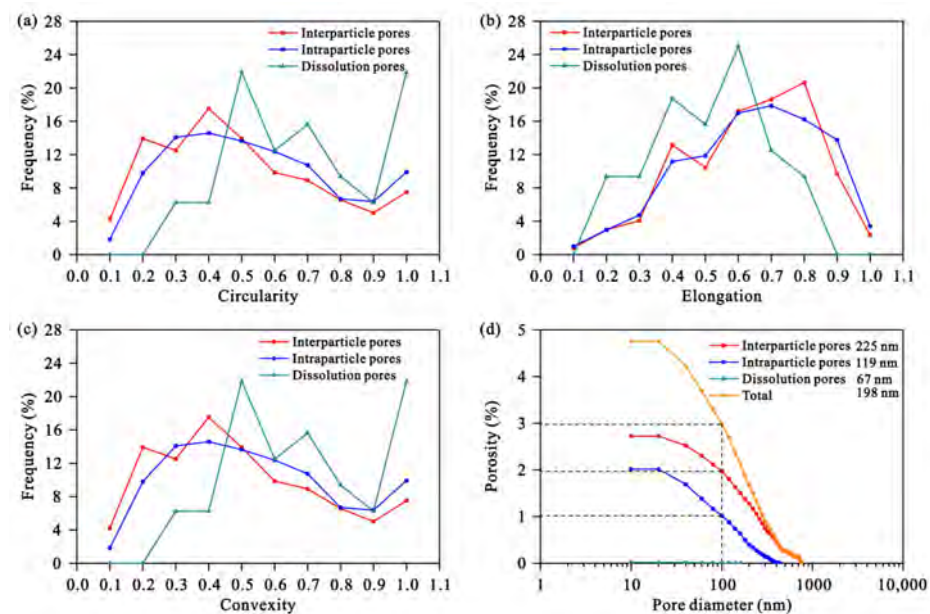 (a)
28
24
20
16
12
8
4
0
Frequency (%)
Interparticle pores
Intraparticle pores
Dissolution pores
0.0 0.1 0.2 0.3 0.4 0.5 0.6 0.7 0.8 0.9 1.0 1.1
Circularity
(b)
28
24
20
16
12
8
4
0
Frequency (%)
Interparticle pores
Intraparticle pores
Dissolution pores
0.0 0.1 0.2 0.3 0.4 0.5 0.6 0.7 0.8 0.9 1.0 1.1
Elongation
(c)
28
24
20
16
12
8
4
0
Frequency (%)
Interparticle pores
Intraparticle pores
Dissolution pores
0.0 0.1 0.2 0.3 0.4 0.5 0.6 0.7 0.8 0.9 1.0 1.1
Convexity
(d)
5
4
3
2
1
0
Porosity (%)
Interparticle pores 225 nm
Intraparticle pores 119 nm
Dissolution pores 67 nm
Total 198 nm
1 10 100 1000 10,000
Pore diameter (nm)